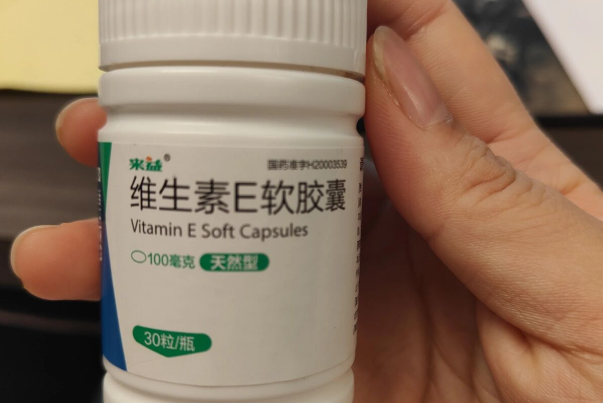 来益®
国药准字H20003539
维生素E软胶囊
Vitamin E Soft Capsules
100毫克 天然型
30粒/瓶